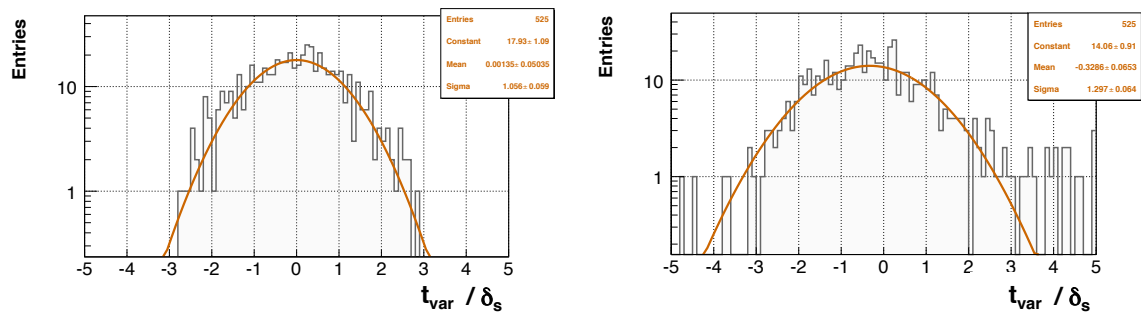 Entries
Entries 525
Constant 17.93± 1.09
Mean 0.00135± 0.05035
Sigma 1.056± 0.059
10
1
-5 -4 -3 -2 -1 0 1 2 3 4 5
t_var / δ_s
Entries
Entries 525
Constant 14.06± 0.91
Mean -0.3286± 0.0653
Sigma 1.297± 0.064
10
1
-5 -4 -3 -2 -1 0 1 2 3 4 5
t_var / δ_s